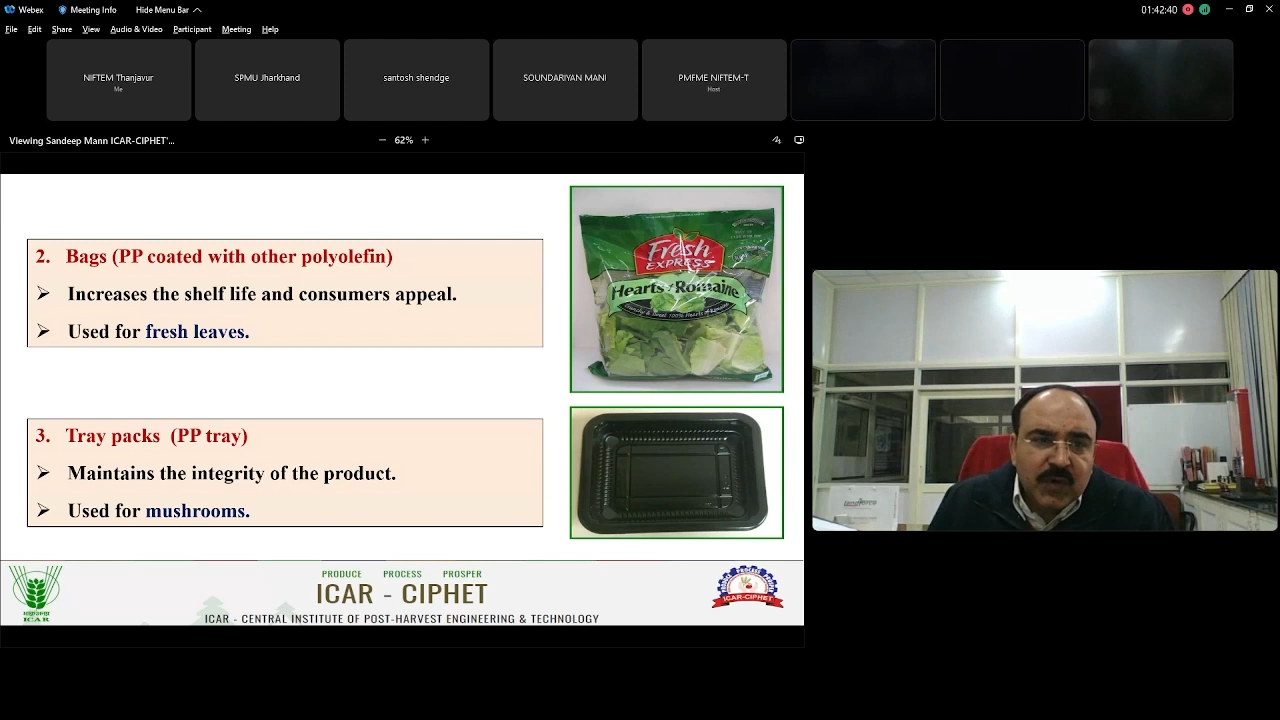 Webex
Meeting Info
Hide Menu Bar
01:42:40
File Edit Share View Audio & Video Participant Meeting Help
NIFTEM Thanjavur
Me
SPMU Jharkhand
santosh shendge
SOUNDARIYAN MANI
PMFME NIFTEM-T
Host
Viewing Sandeep Mann ICAR-CIPHET'...
62%
2. Bags (PP coated with other polyolefin)
Increases the shelf life and consumers appeal.
Used for fresh leaves.
Fresh
EXPRESS
Hearts of Romaine
3. Tray packs (PP tray)
Maintains the integrity of the product.
Used for mushrooms.
ICAR
PRODUCE PROCESS PROSPER
ICAR - CIPHET
ICAR - CENTRAL INSTITUTE OF POST-HARVEST ENGINEERING & TECHNOLOGY
ICAR-CIPHET